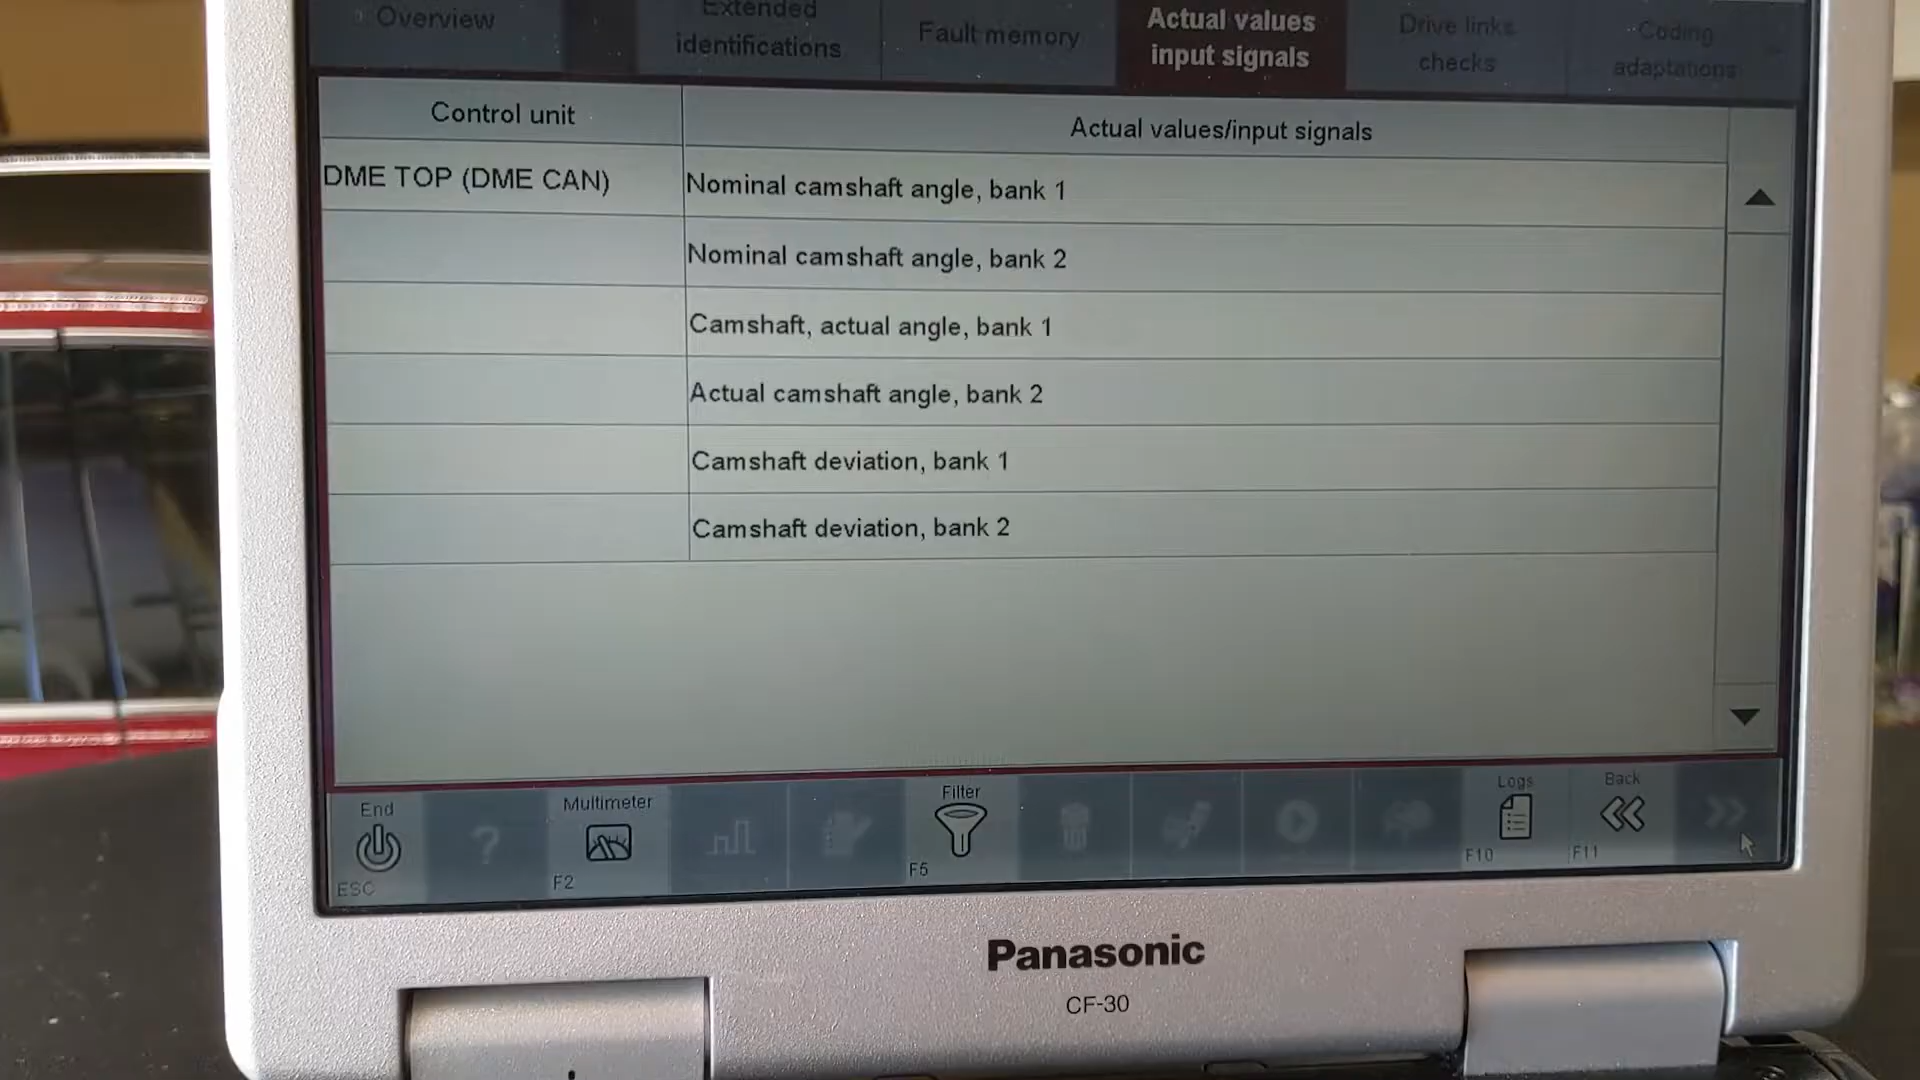 Overview
Extended
identifications
Fault memory
Actual values
input signals
Drive links
checks
Coding
adaptations
Control unit
Actual values/input signals
DME TOP (DME CAN)
Nominal camshaft angle, bank 1
Nominal camshaft angle, bank 2
Camshaft, actual angle, bank 1
Actual camshaft angle, bank 2
Camshaft deviation, bank 1
Camshaft deviation, bank 2
End
ESC
?
Multimeter
F2
Filter
F5
Logs
F10
Back
F11
Panasonic
CF-30